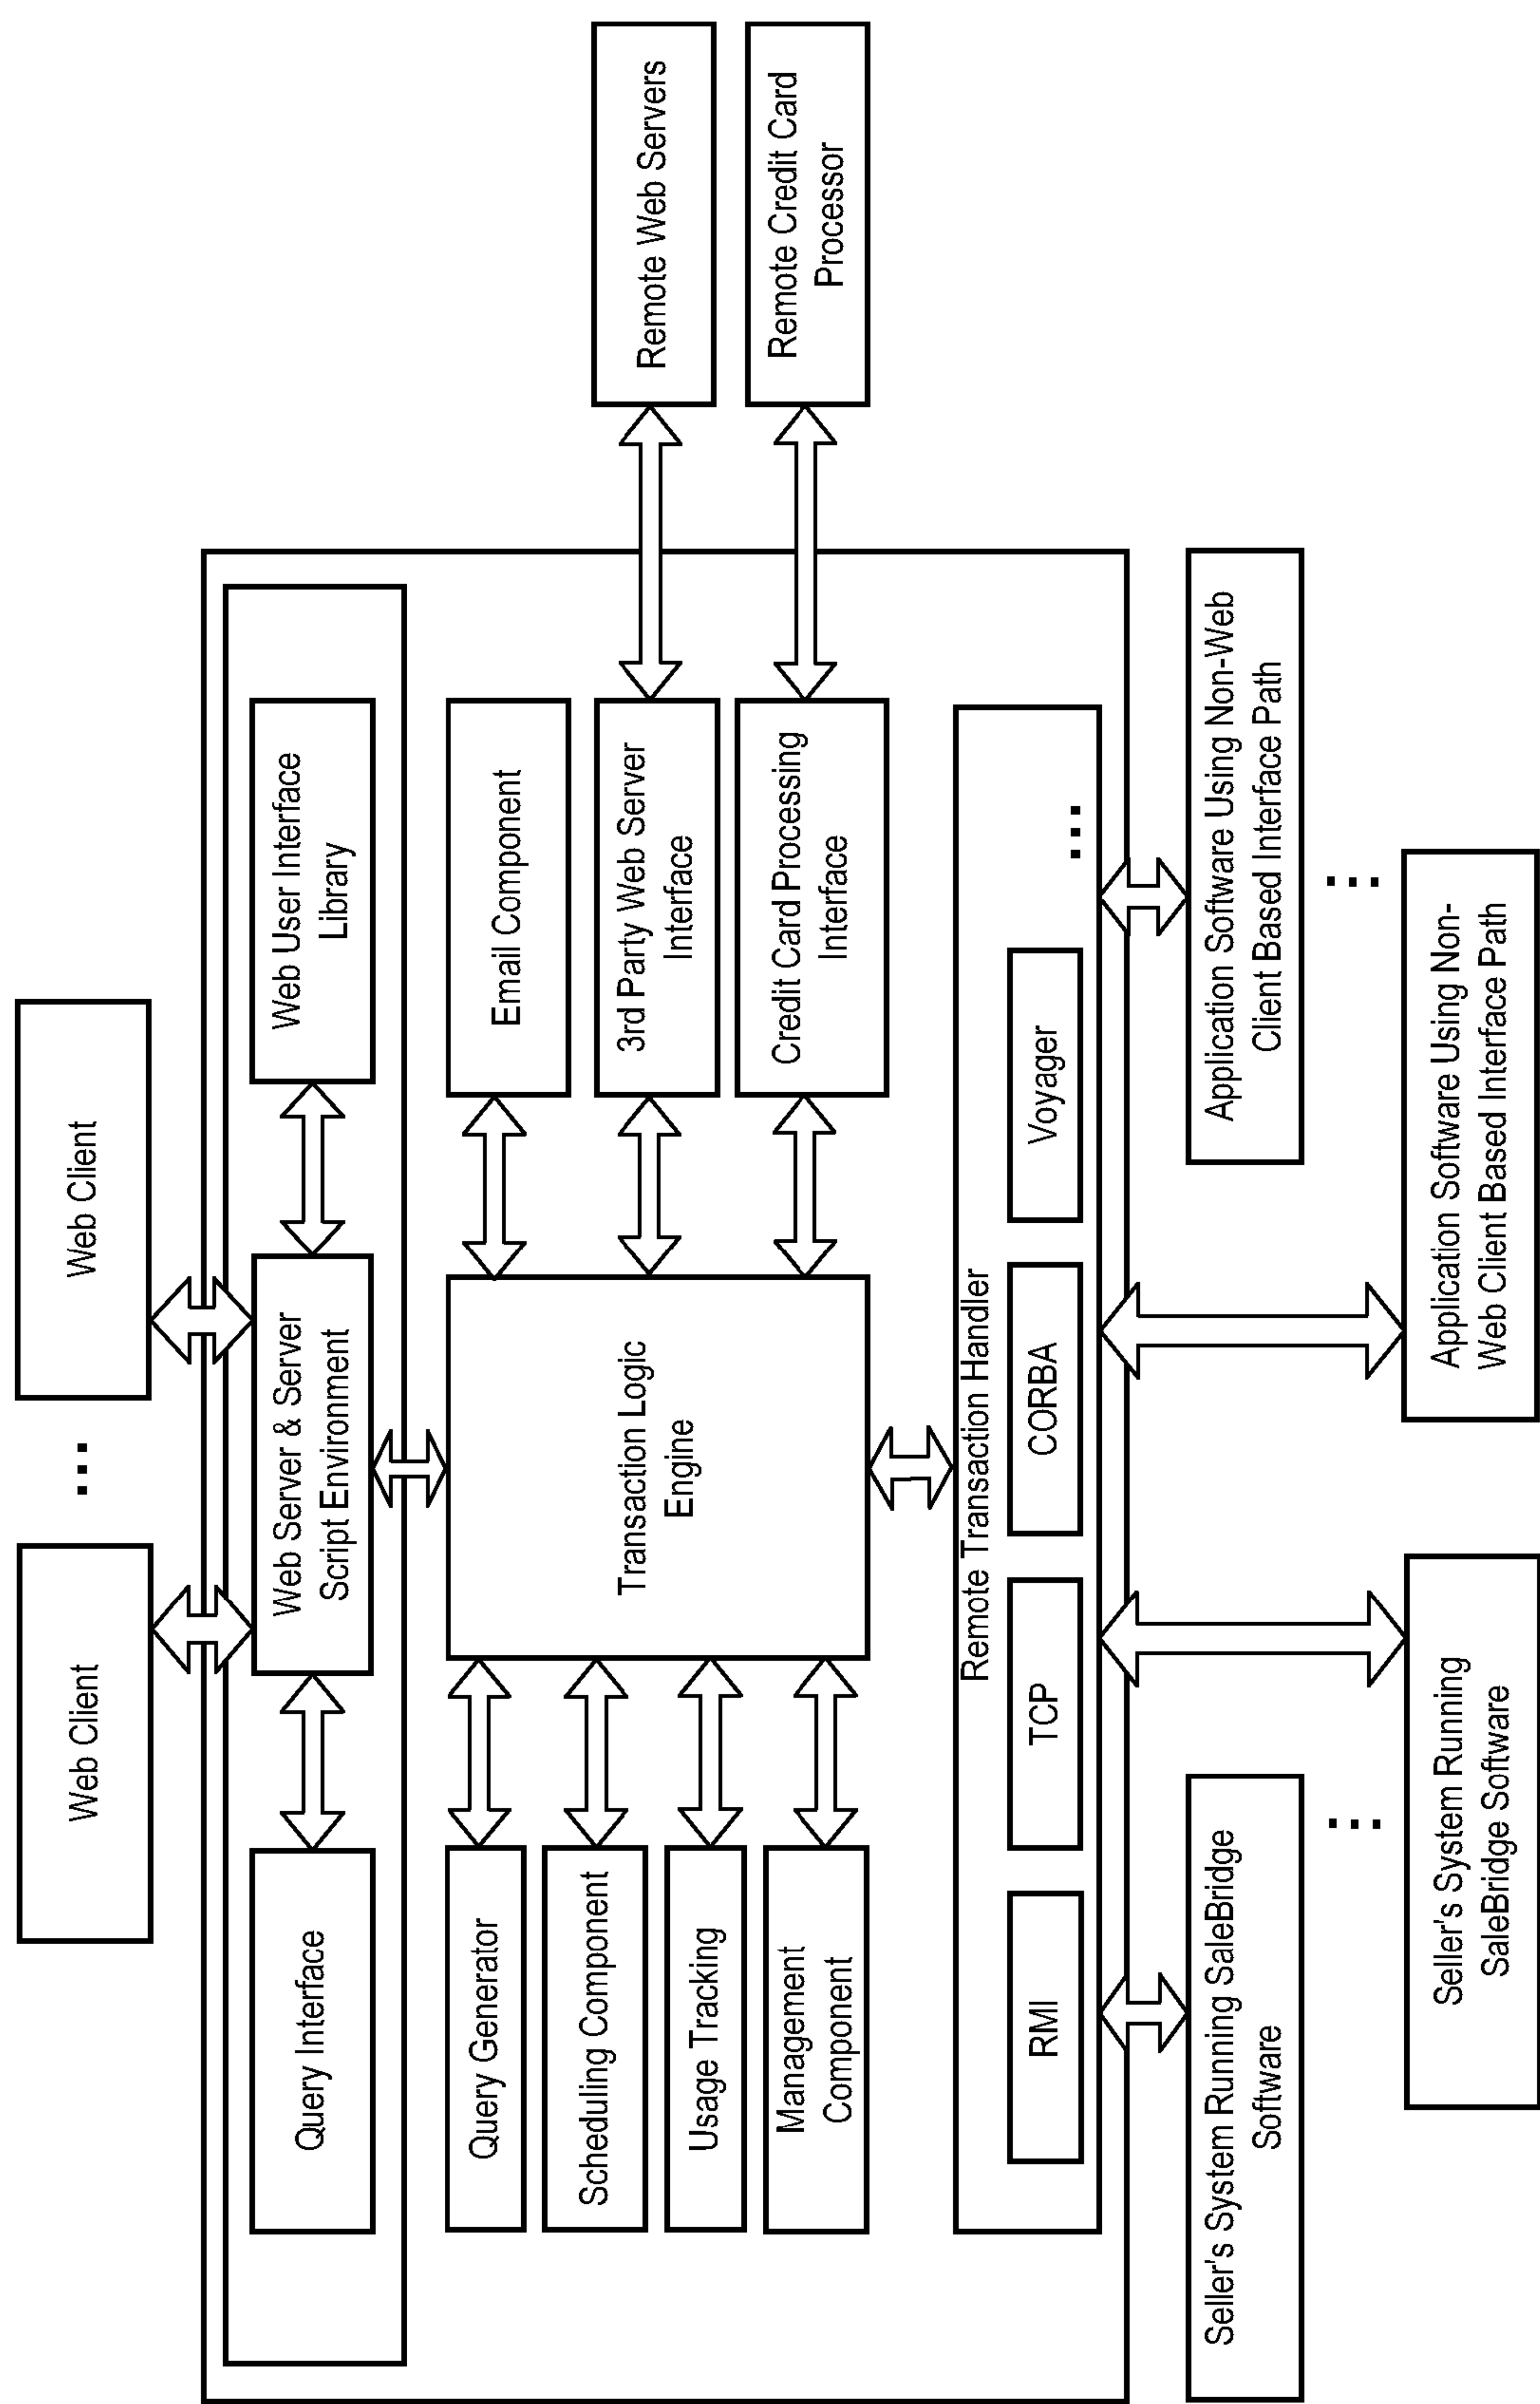 Web Client
...
Web Client
Query Interface
Web Server & Server
Script Environment
Web User Interface
Library
Query Generator
Scheduling Component
Usage Tracking
Management
Component
Transaction Logic
Engine
Email Component
3rd Party Web Server
Interface
Credit Card Processing
Interface
Remote Web Servers
Remote Credit Card
Processor
Remote Transaction Handler
RMI
TCP
CORBA
Voyager
...
Seller's System Running SaleBridge
Software
...
Seller's System Running
SaleBridge Software
Application Software Using Non-Web
Client Based Interface Path
...
Application Software Using Non-
Web Client Based Interface Path